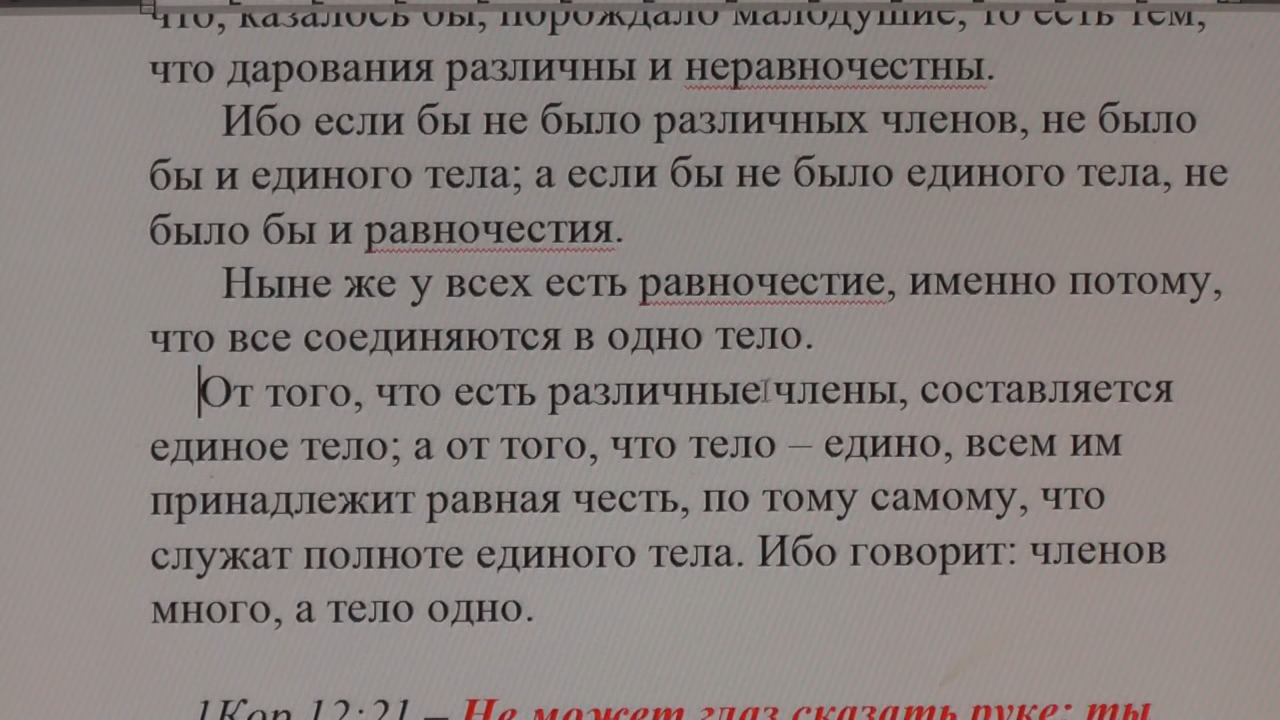 что, казалось бы, порождало малодушие, то есть тем,
что дарования различны и неравночестны.
Ибо если бы не было различных членов, не было
бы и единого тела; а если бы не было единого тела, не
было бы и равночестия.
Ныне же у всех есть равночестие, именно потому,
что все соединяются в одно тело.
От того, что есть различные члены, составляется
единое тело; а от того, что тело – едино, всем им
принадлежит равная честь, по тому самому, что
служат полноте единого тела. Ибо говорит: членов
много, а тело одно.
1Кор.12:21 – Не может глаз сказать руке: ты